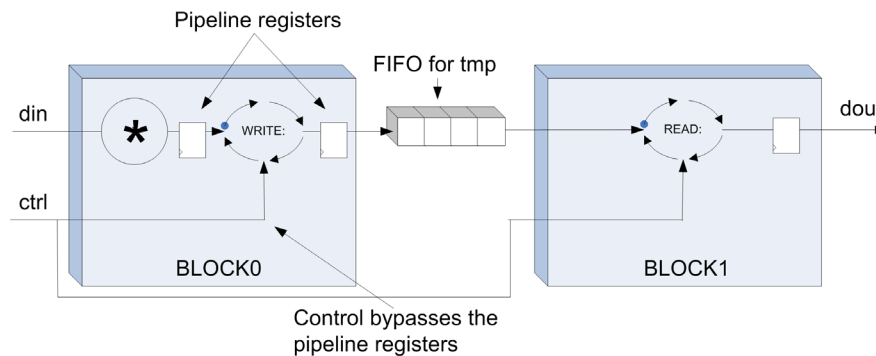 Pipeline registers
FIFO for tmp
din
*
WRITE:
READ:
dou
ctrl
BLOCK0
BLOCK1
Control bypasses the
pipeline registers